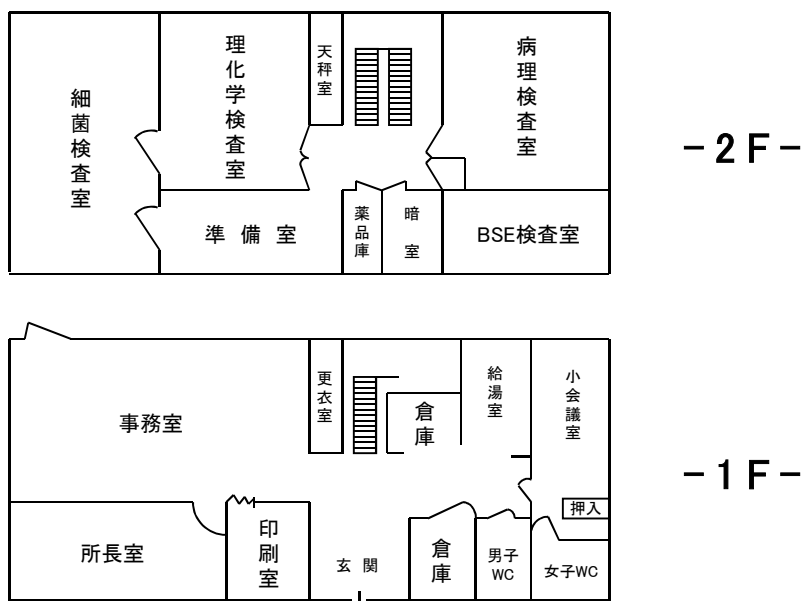 細菌検査室
理化学検査室
天秤室
病理検査室
準備室
薬品庫
暗室
BSE検査室
－2F－
事務室
更衣室
倉庫
給湯室
小会議室
押入
所長室
印刷室
玄関
倉庫
男子
WC
女子WC
－1F－